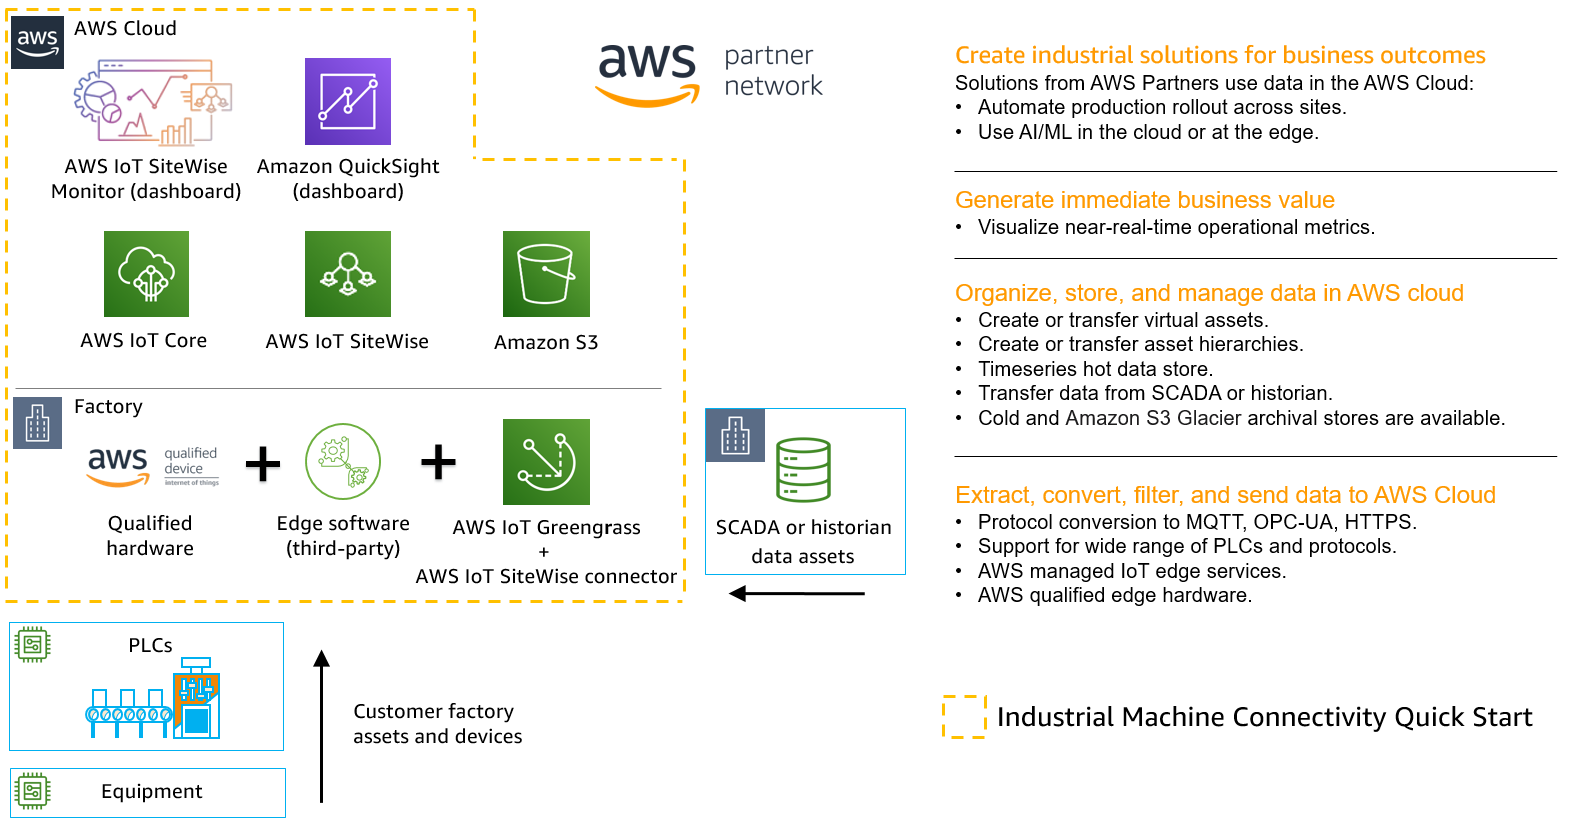 aws
AWS Cloud
AWS IoT SiteWise
Monitor (dashboard)
Amazon QuickSight
(dashboard)
aws
partner
network
AWS IoT Core
AWS IoT SiteWise
Amazon S3
Factory
aws
qualified
device
internet of things
Qualified
hardware
+
Edge software
(third-party)
+
AWS IoT Greengrass
+
AWS IoT SiteWise connector
SCADA or historian
data assets
PLCs
Equipment
Customer factory
assets and devices
Create industrial solutions for business outcomes
Solutions from AWS Partners use data in the AWS Cloud:
• Automate production rollout across sites.
• Use AI/ML in the cloud or at the edge.
Generate immediate business value
• Visualize near-real-time operational metrics.
Organize, store, and manage data in AWS cloud
• Create or transfer virtual assets.
• Create or transfer asset hierarchies.
• Timeseries hot data store.
• Transfer data from SCADA or historian.
• Cold and Amazon S3 Glacier archival stores are available.
Extract, convert, filter, and send data to AWS Cloud
• Protocol conversion to MQTT, OPC-UA, HTTPS.
• Support for wide range of PLCs and protocols.
• AWS managed IoT edge services.
• AWS qualified edge hardware.
Industrial Machine Connectivity Quick Start